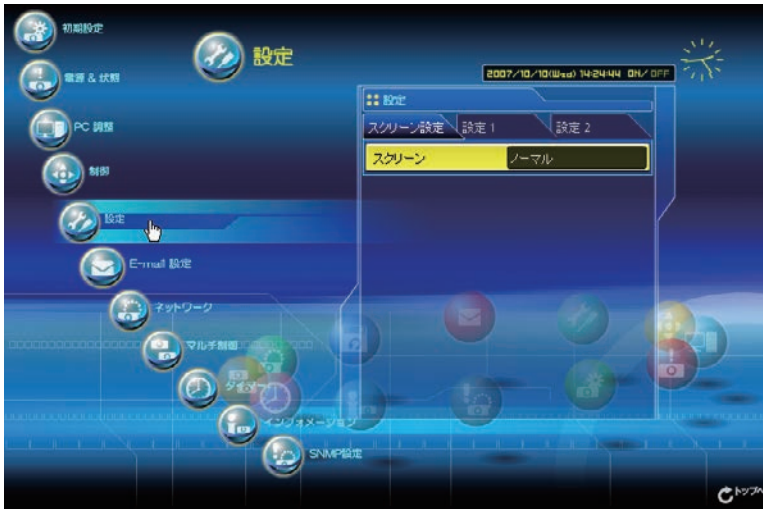 初期設定
電源 & 状態
PC 調整
制御
設定
E-mail 設定
ネットワーク
マルチ制御
タイマー
インフォメーション
SNMP設定
設定
2007/10/10(Wed) 14:24:44 ON/OFF
設定
スクリーン設定 設定 1 設定 2
スクリーン ノーマル
トップへ